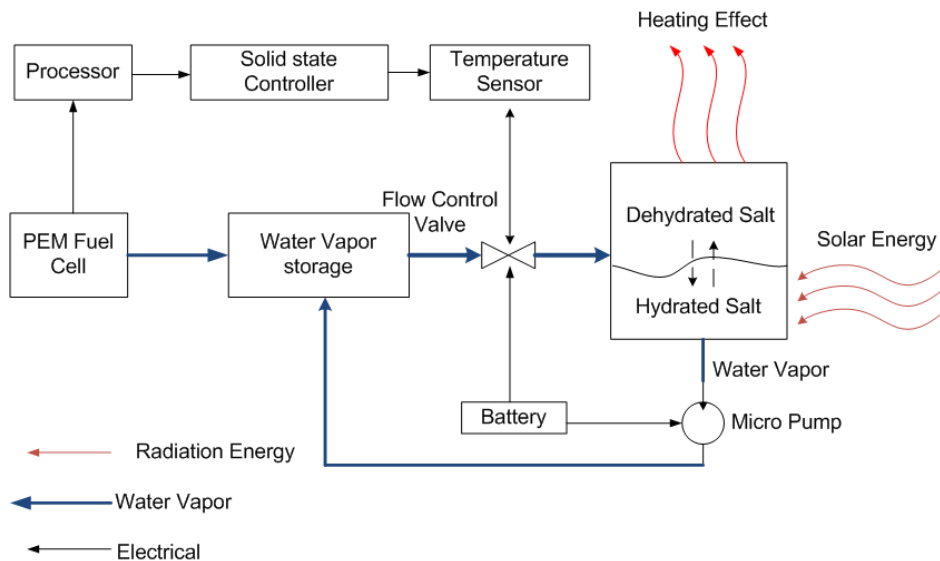 Heating Effect
Processor
Solid state
Controller
Temperature
Sensor
PEM Fuel
Cell
Water Vapor
storage
Flow Control
Valve
Dehydrated Salt
Hydrated Salt
Solar Energy
Water Vapor
Battery
Micro Pump
Radiation Energy
Water Vapor
Electrical